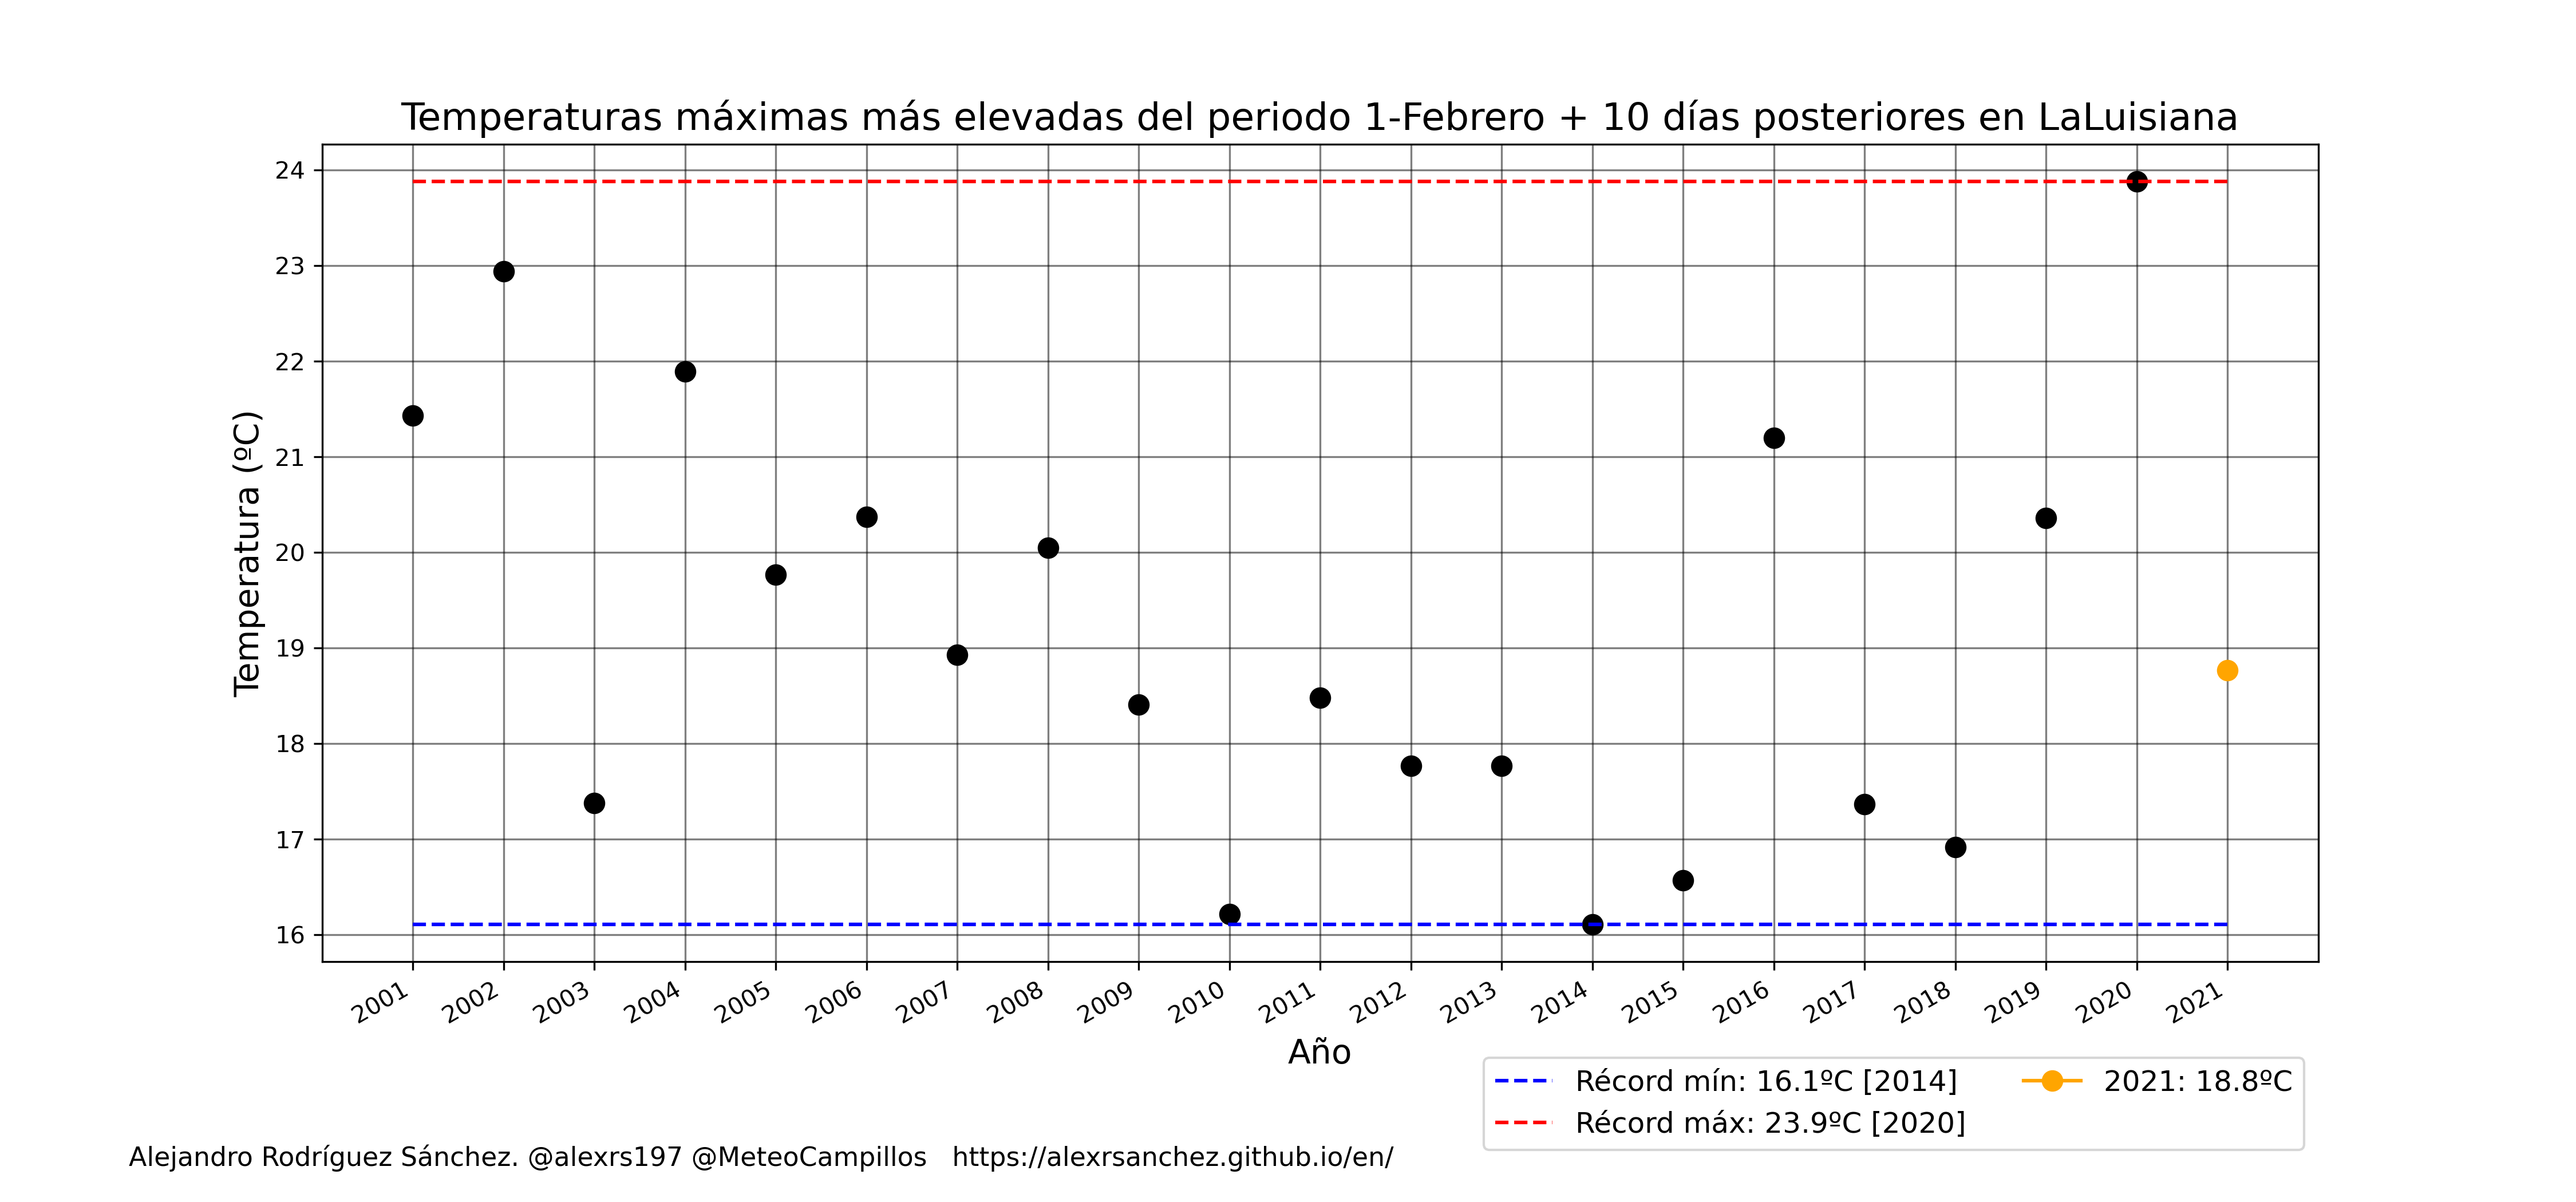 Temperaturas máximas más elevadas del periodo 1-Febrero + 10 días posteriores en LaLuisiana
Temperatura (ºC)
24
23
22
21
20
19
18
17
16
2001 2002 2003 2004 2005 2006 2007 2008 2009 2010 2011 2012 2013 2014 2015 2016 2017 2018 2019 2020 2021
Año
Récord mín: 16.1ºC [2014]
Récord máx: 23.9ºC [2020]
2021: 18.8ºC
Alejandro Rodríguez Sánchez. @alexrs197 @MeteoCampillos https://alexrsanchez.github.io/en/